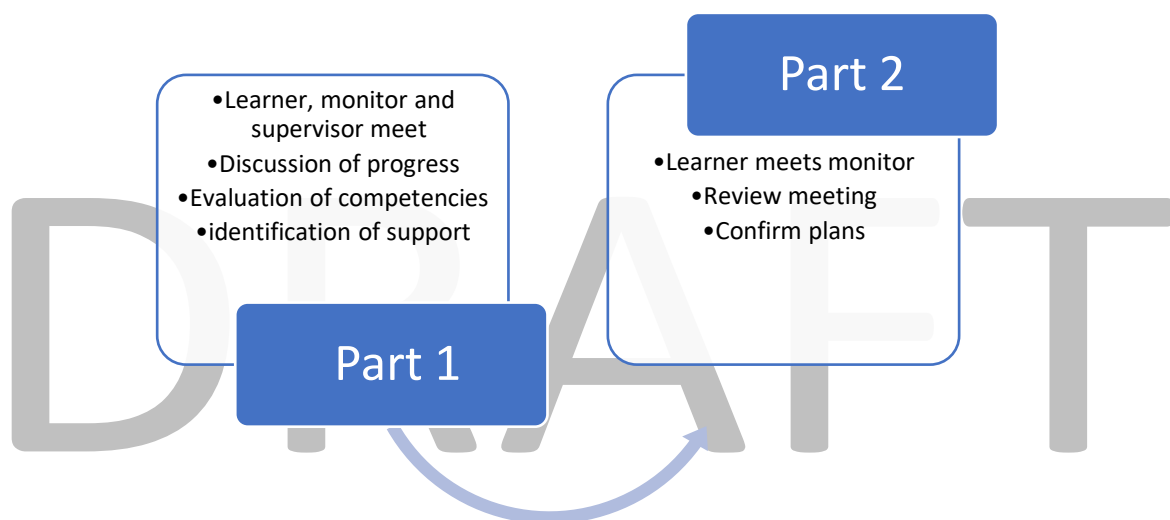 •Learner, monitor and
supervisor meet
•Discussion of progress
•Evaluation of competencies
•identification of support
Part 1
Part 2
•Learner meets monitor
•Review meeting
•Confirm plans
DRAFT